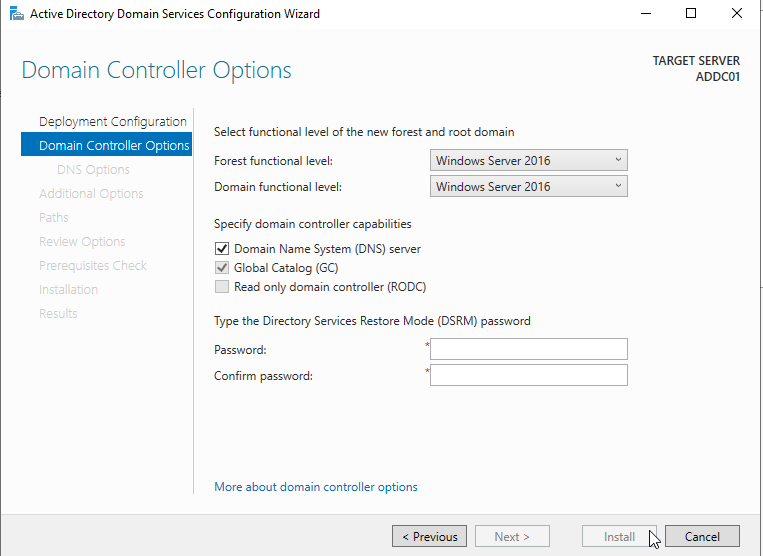 Active Directory Domain Services Configuration Wizard
Domain Controller Options
TARGET SERVER
ADDC01
Deployment Configuration
Domain Controller Options
DNS Options
Additional Options
Paths
Review Options
Prerequisites Check
Installation
Results
Select functional level of the new forest and root domain
Forest functional level:
Windows Server 2016
Domain functional level:
Windows Server 2016
Specify domain controller capabilities
Domain Name System (DNS) server
Global Catalog (GC)
Read only domain controller (RODC)
Type the Directory Services Restore Mode (DSRM) password
Password:
*
Confirm password:
*
More about domain controller options
< Previous
Next >
Install
Cancel